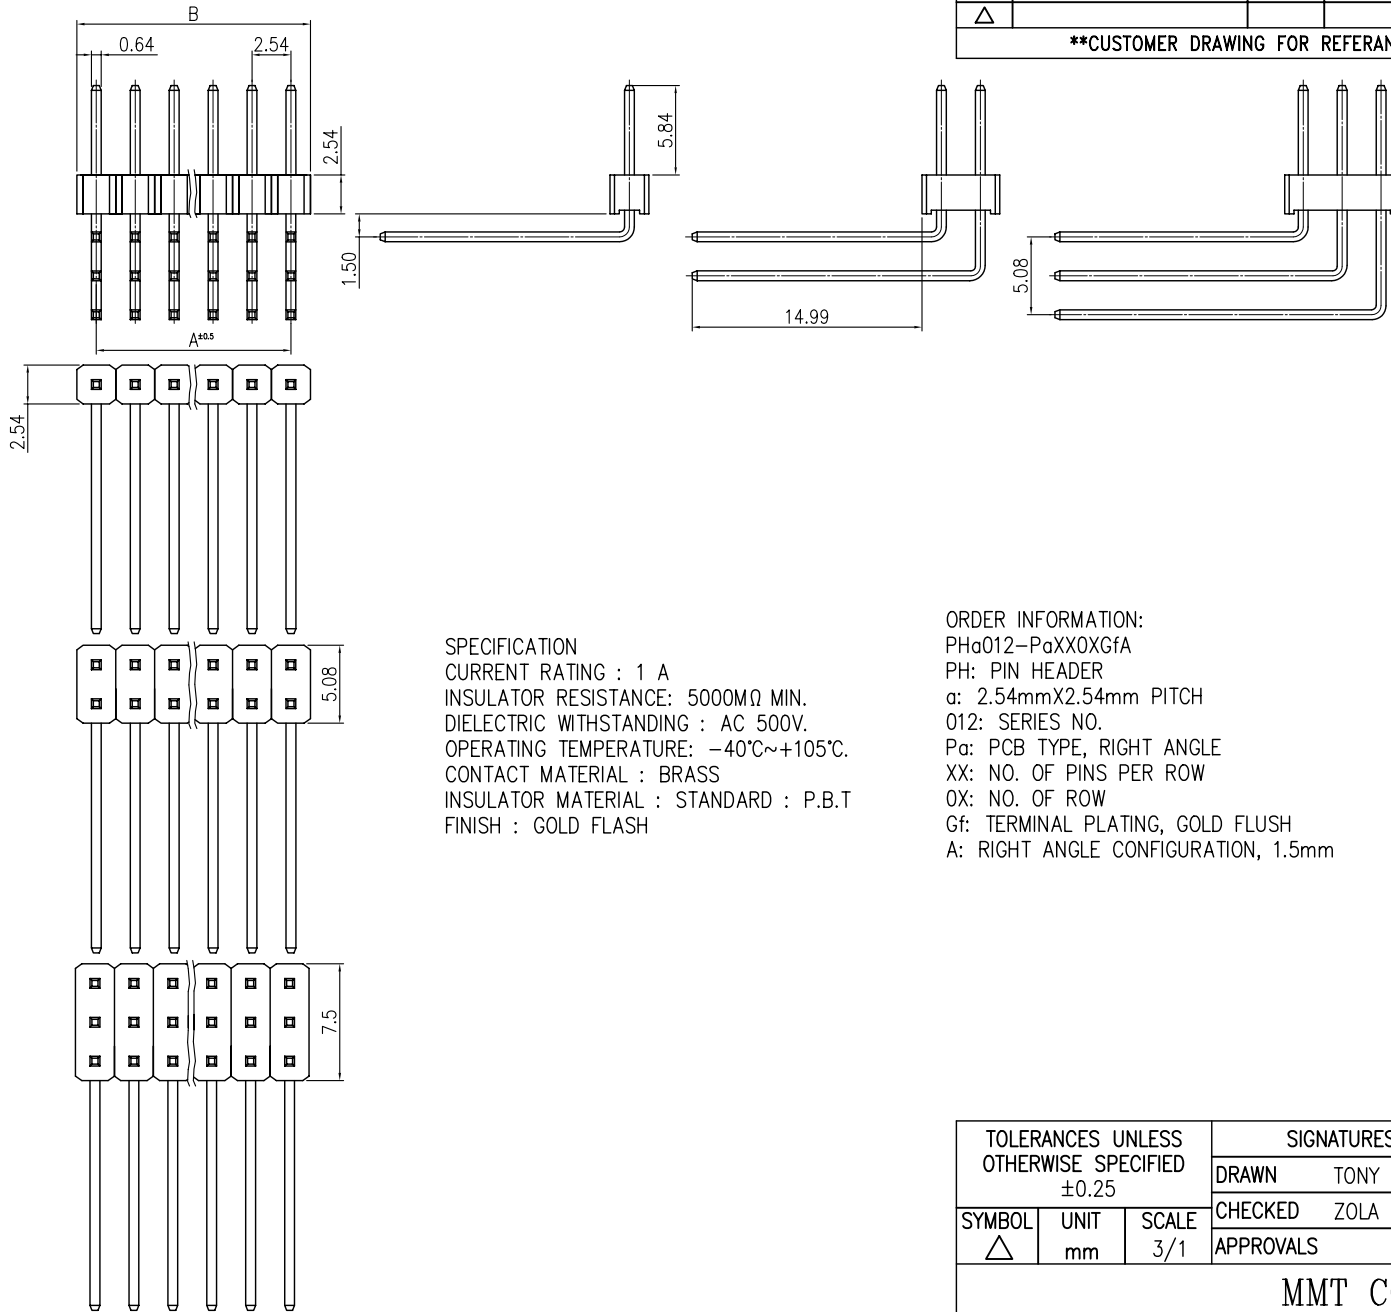 **CUSTOMER DRAWING FOR REFERAN
B
0.64
2.54
2.54
5.84
1.50
14.99
5.08
A±0.5
2.54
5.08
7.5
SPECIFICATION
CURRENT RATING : 1 A
INSULATOR RESISTANCE: 5000MΩ MIN.
DIELECTRIC WITHSTANDING : AC 500V.
OPERATING TEMPERATURE: -40℃~+105℃.
CONTACT MATERIAL : BRASS
INSULATOR MATERIAL : STANDARD : P.B.T
FINISH : GOLD FLASH
ORDER INFORMATION:
PHa012-PaXX0XGfA
PH: PIN HEADER
a: 2.54mmX2.54mm PITCH
012: SERIES NO.
Pa: PCB TYPE, RIGHT ANGLE
XX: NO. OF PINS PER ROW
0X: NO. OF ROW
Gf: TERMINAL PLATING, GOLD FLUSH
A: RIGHT ANGLE CONFIGURATION, 1.5mm
TOLERANCES UNLESS
OTHERWISE SPECIFIED
±0.25
SYMBOL UNIT SCALE
mm 3/1
SIGNATURES
DRAWN TONY
CHECKED ZOLA
APPROVALS
MMT C